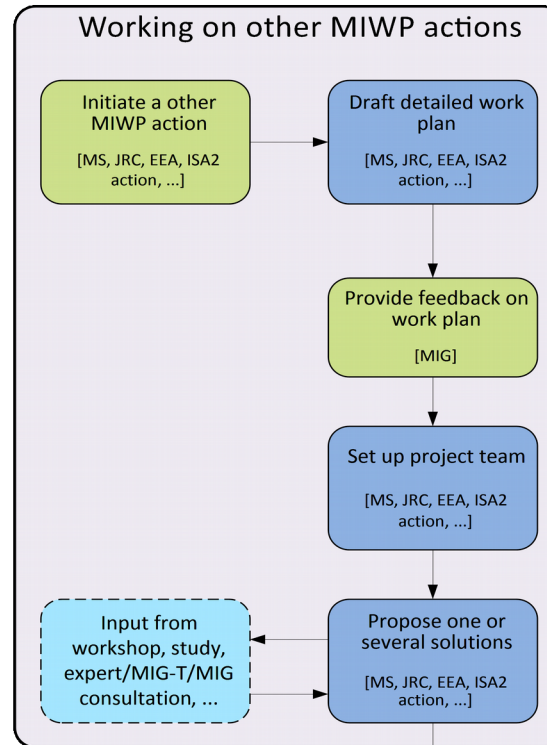 Working on other MIWP actions
Initiate a other
MIWP action
[MS, JRC, EEA, ISA2
action, ...]
Draft detailed work
plan
[MS, JRC, EEA, ISA2
action, ...]
Provide feedback on
work plan
[MIG]
Set up project team
[MS, JRC, EEA, ISA2
action, ...]
Input from
workshop, study,
expert/MIG-T/MIG
consultation, ...
Propose one or
several solutions
[MS, JRC, EEA, ISA2
action, ...]